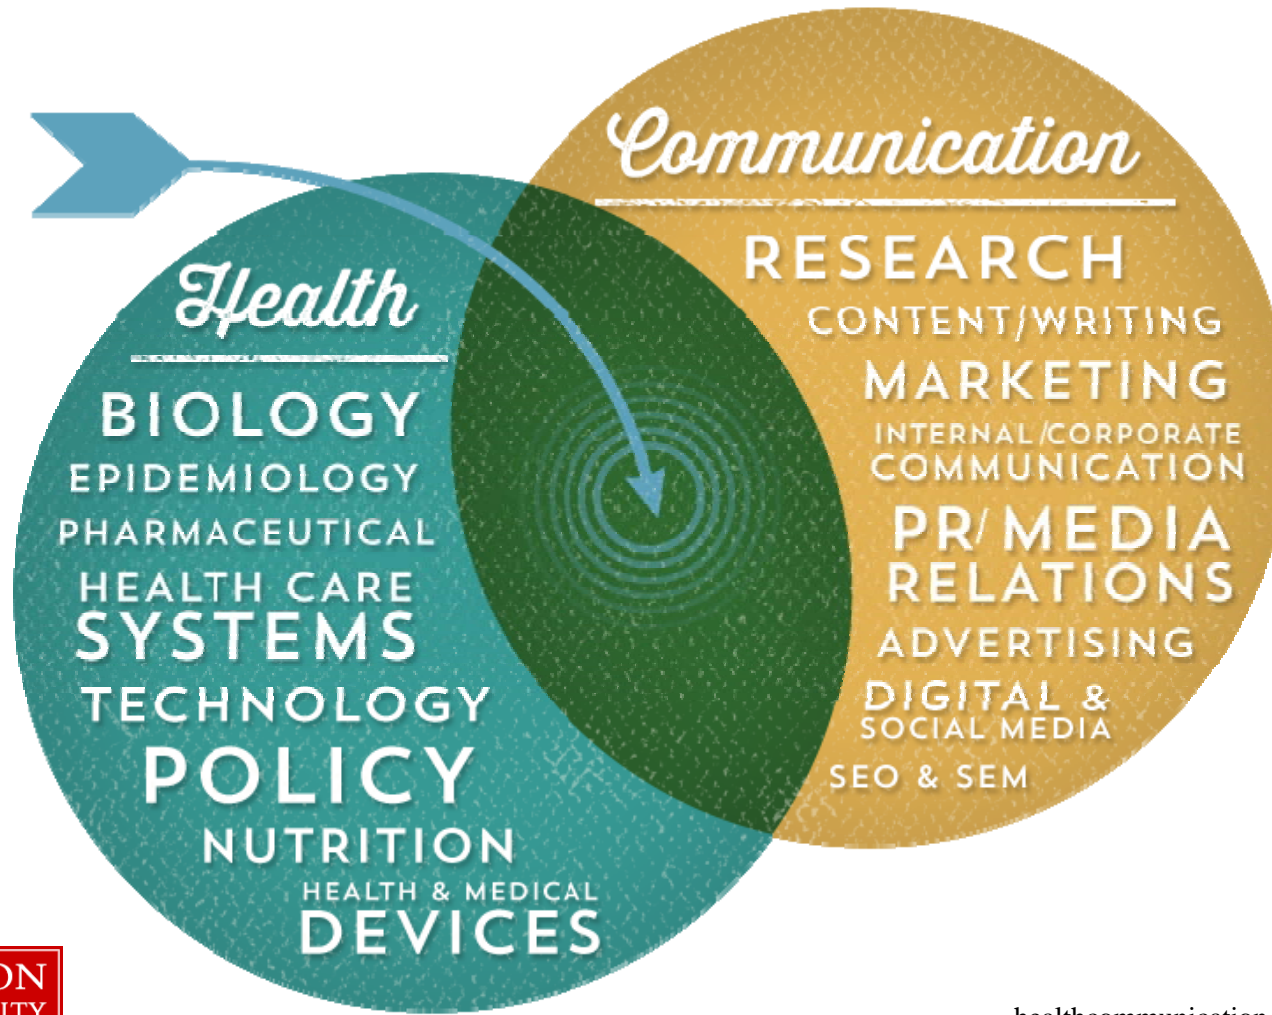 Health
BIOLOGY
EPIDEMIOLOGY
PHARMACEUTICAL
HEALTH CARE
SYSTEMS
TECHNOLOGY
POLICY
NUTRITION
HEALTH & MEDICAL
DEVICES
Communication
RESEARCH
CONTENT/WRITING
MARKETING
INTERNAL/CORPORATE
COMMUNICATION
PR/MEDIA
RELATIONS
ADVERTISING
DIGITAL &
SOCIAL MEDIA
SEO & SEM
ON